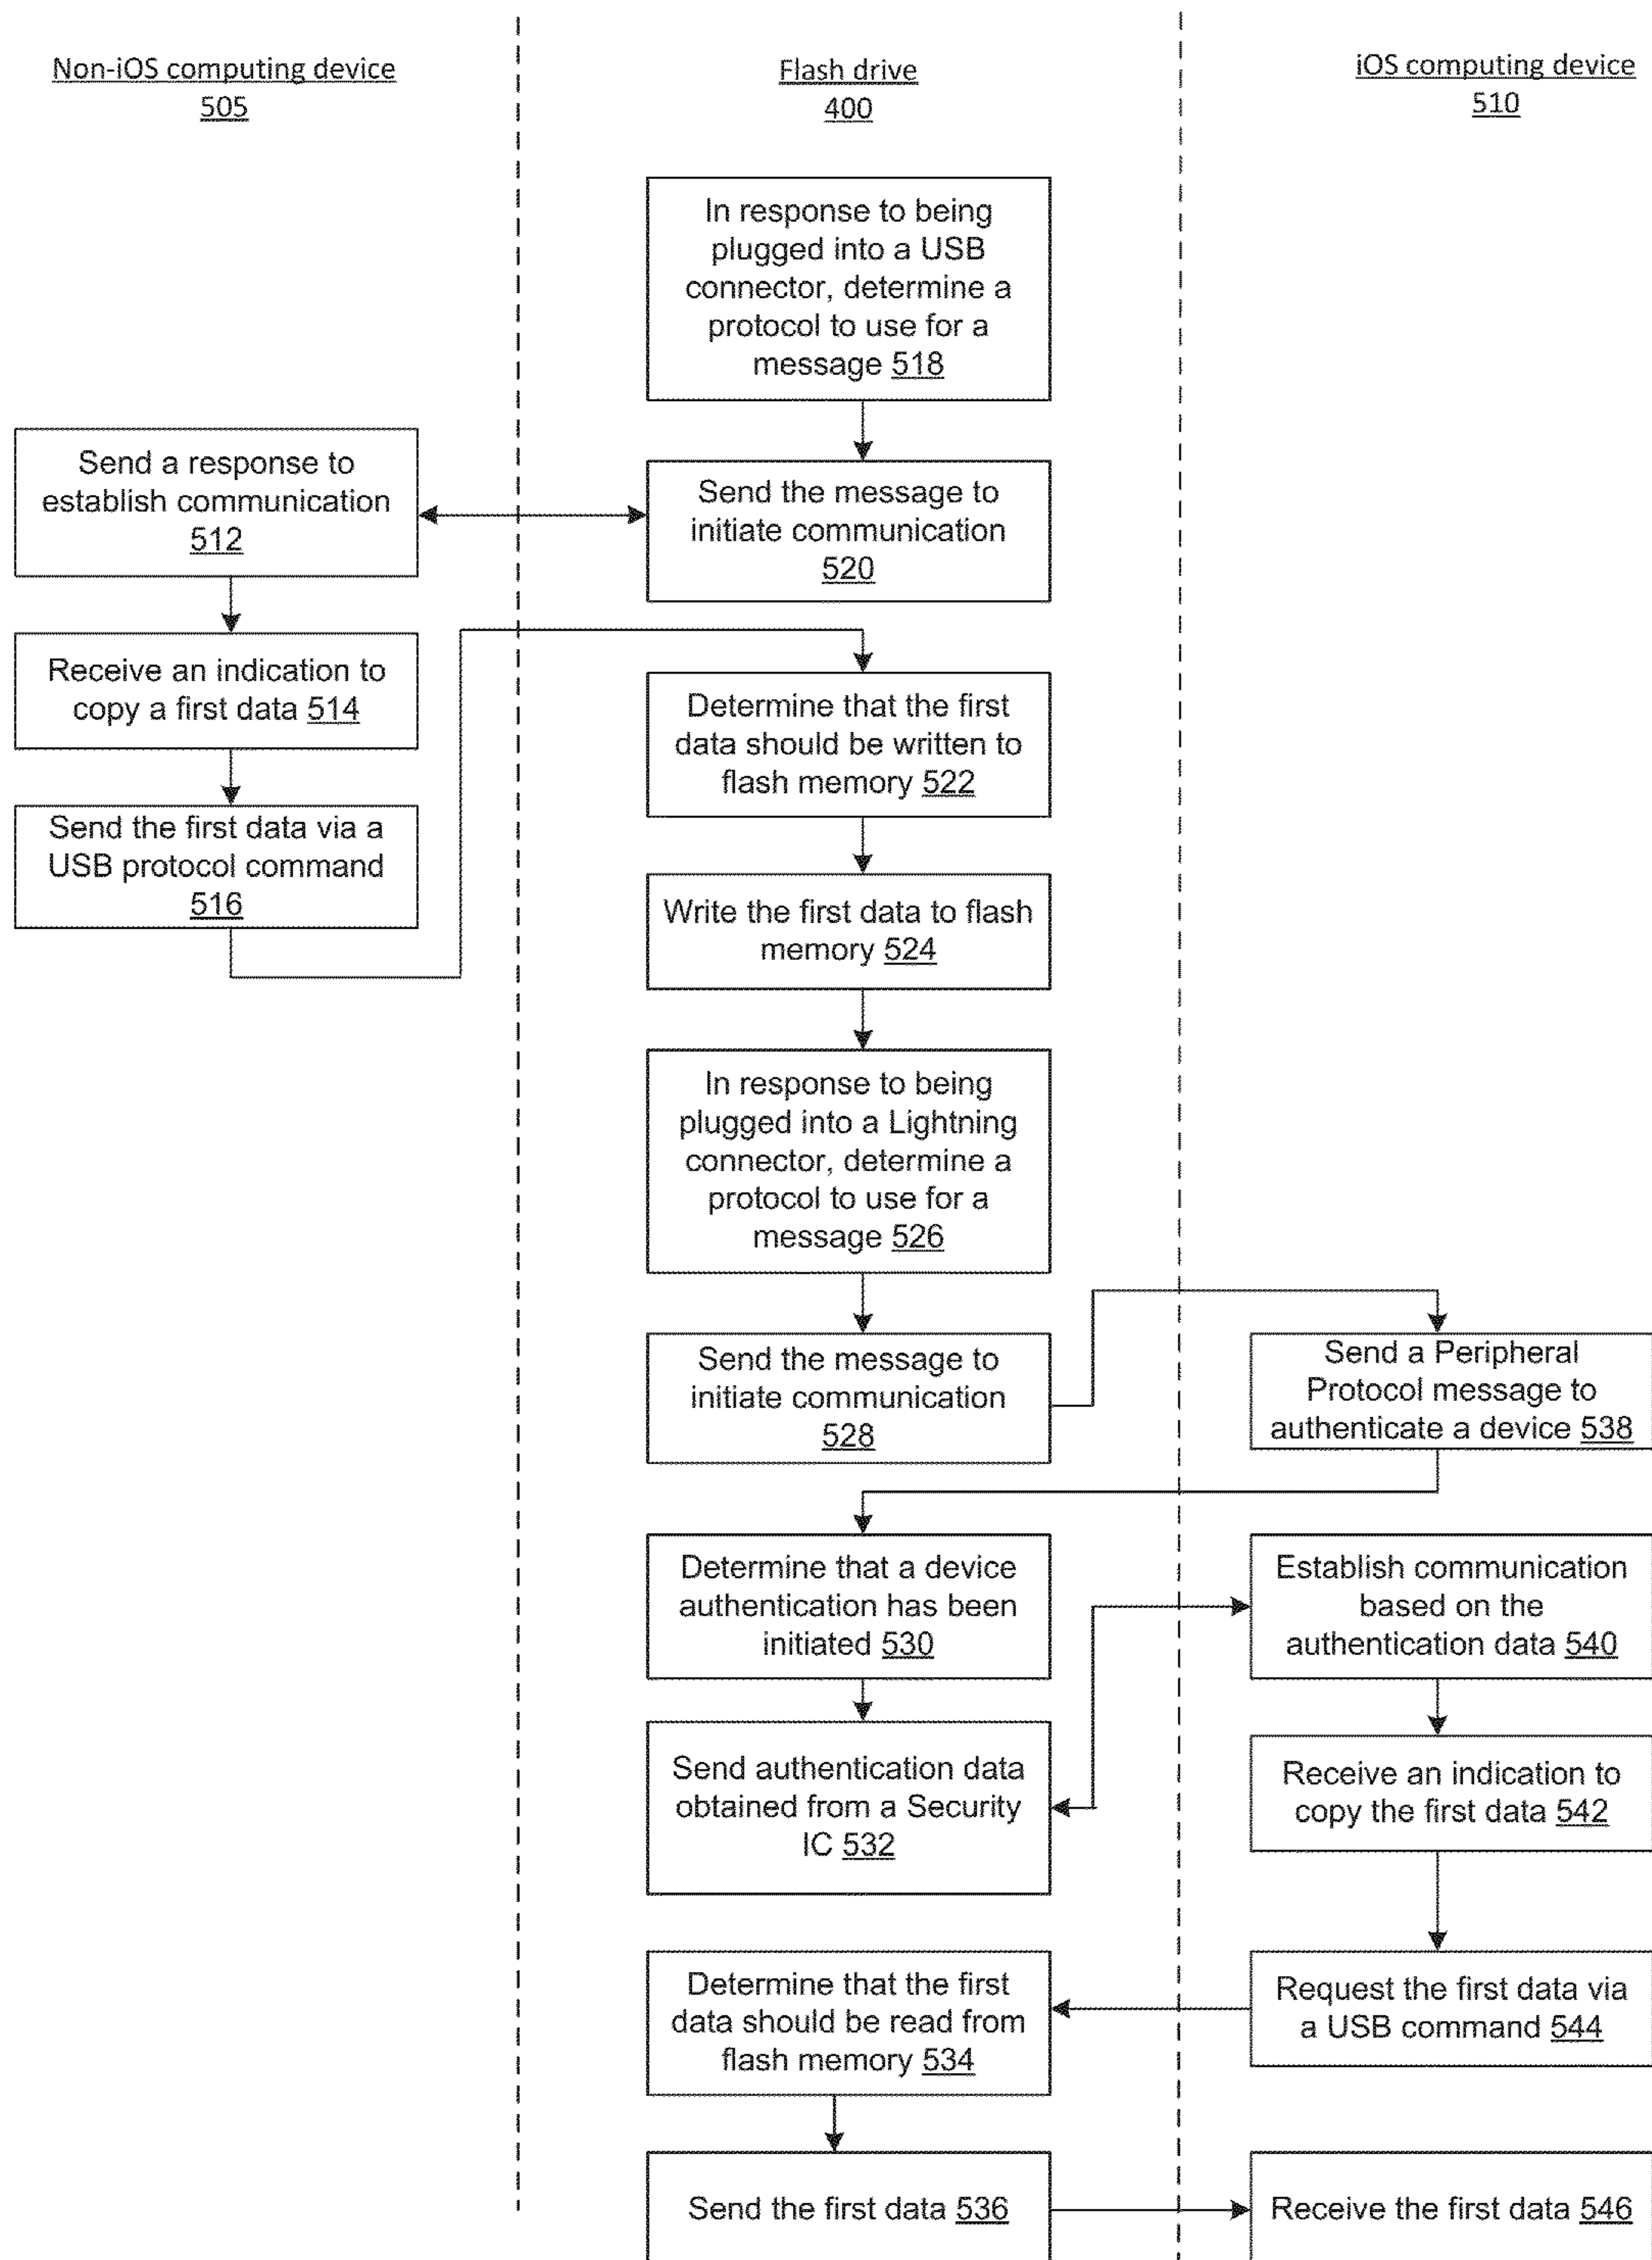 Non-iOS computing device
505
Flash drive
400
iOS computing device
510
In response to being
plugged into a USB
connector, determine a
protocol to use for a
message 518
Send a response to
establish communication
512
Send the message to
initiate communication
520
Receive an indication to
copy a first data 514
Determine that the first
data should be written to
flash memory 522
Send the first data via a
USB protocol command
516
Write the first data to flash
memory 524
In response to being
plugged into a Lightning
connector, determine a
protocol to use for a
message 526
Send the message to
initiate communication
528
Send a Peripheral
Protocol message to
authenticate a device 538
Determine that a device
authentication has been
initiated 530
Establish communication
based on the
authentication data 540
Send authentication data
obtained from a Security
IC 532
Receive an indication to
copy the first data 542
Determine that the first
data should be read from
flash memory 534
Request the first data via
a USB command 544
Send the first data 536
Receive the first data 546